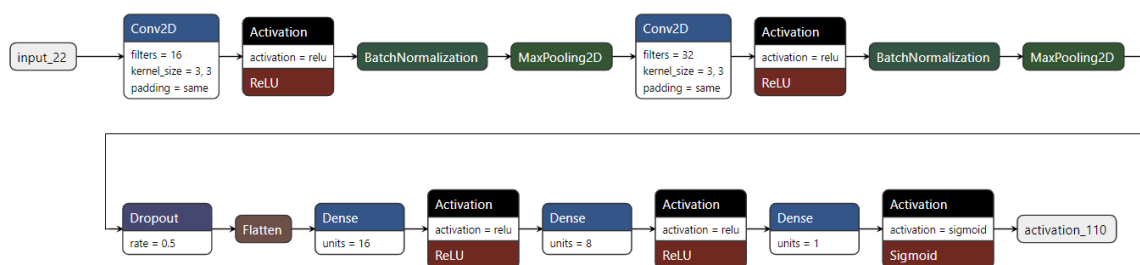 input_22
Conv2D
filters = 16
kernel_size = 3, 3
padding = same
Activation
activation = relu
ReLU
BatchNormalization
MaxPooling2D
Conv2D
filters = 32
kernel_size = 3, 3
padding = same
Activation
activation = relu
ReLU
BatchNormalization
MaxPooling2D
Dropout
rate = 0.5
Flatten
Dense
units = 16
Activation
activation = relu
ReLU
Dense
units = 8
Activation
activation = relu
ReLU
Dense
units = 1
Activation
activation = sigmoid
Sigmoid
activation_110